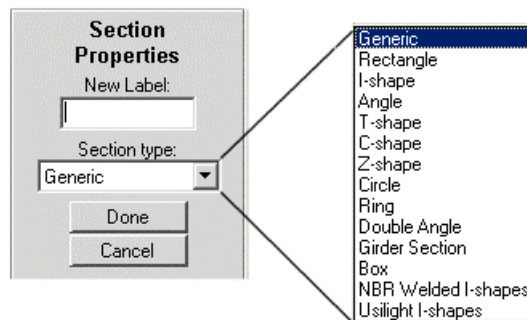 Section
Properties
New Label:
Section type:
Generic
Done
Cancel
Generic
Rectangle
I-shape
Angle
T-shape
C-shape
Z-shape
Circle
Ring
Double Angle
Girder Section
Box
NBR Welded I-shapes
Usilight I-shapes